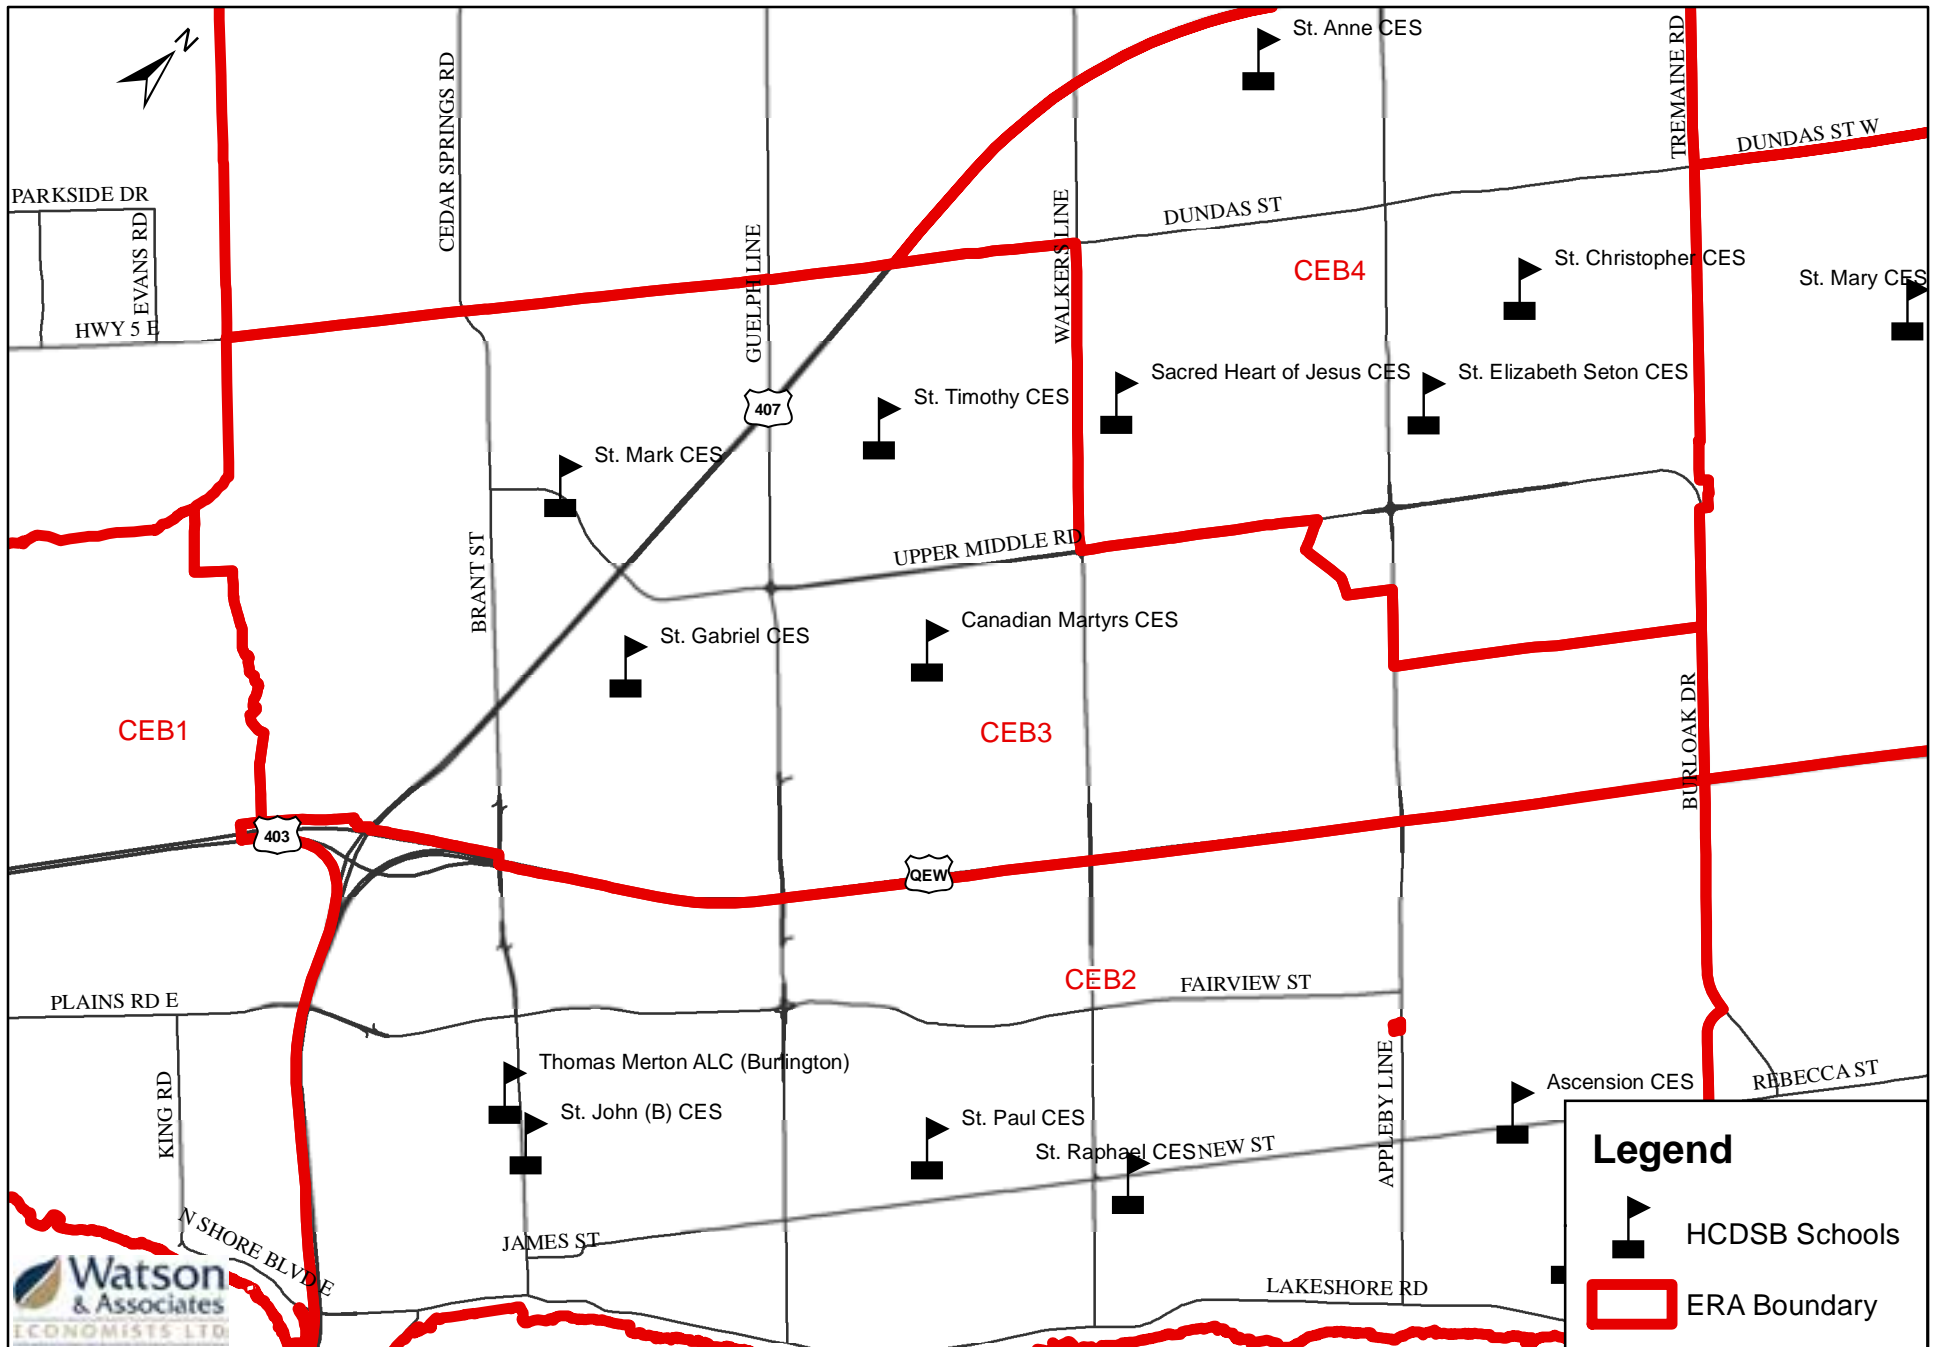 N
St. Anne CES
CEDAR SPRINGS RD
TREMAINE RD
DUNDAS ST W
PARKSIDE DR
EVANS RD
GUELPH LINE
WALKERS LINE
DUNDAS ST
CEB4
St. Christopher CES
St. Mary CES
HWY 5 E
407
St. Timothy CES
Sacred Heart of Jesus CES
St. Elizabeth Seton CES
St. Mark CES
BRANT ST
UPPER MIDDLE RD
St. Gabriel CES
Canadian Martyrs CES
CEB1
CEB3
BURLOAK DR
403
QEW
CEB2
FAIRVIEW ST
PLAINS RD E
KING RD
Thomas Merton ALC (Burlington)
St. John (B) CES
St. Paul CES
St. Raphael CES
NEW ST
APPLEBY LINE
Ascension CES
REBECCA ST
N SHORE BLVD E
JAMES ST
LAKESHORE RD
Legend
HCDSB Schools
ERA Boundary
Watson
& Associates
ECONOMISTS LTD